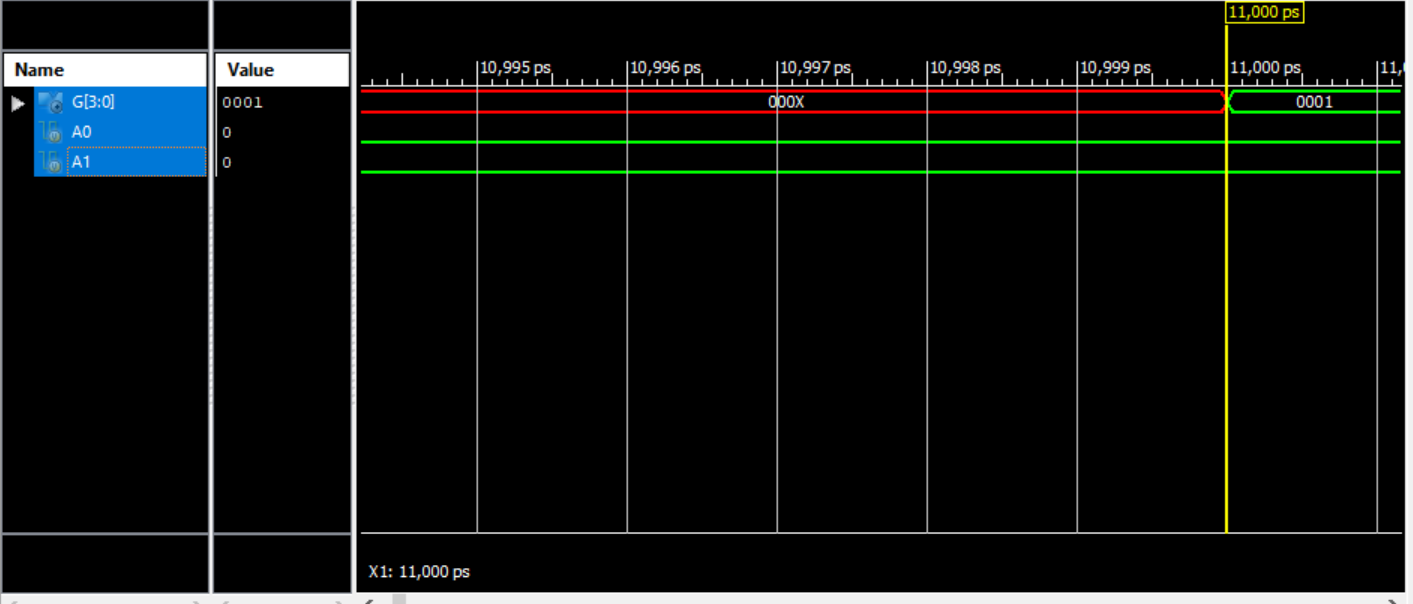 11,000 ps
Name Value
10,995 ps 10,996 ps 10,997 ps 10,998 ps 10,999 ps 11,000 ps 11,
G[3:0] 0001 000X 0001
A0 0
A1 0
X1: 11,000 ps